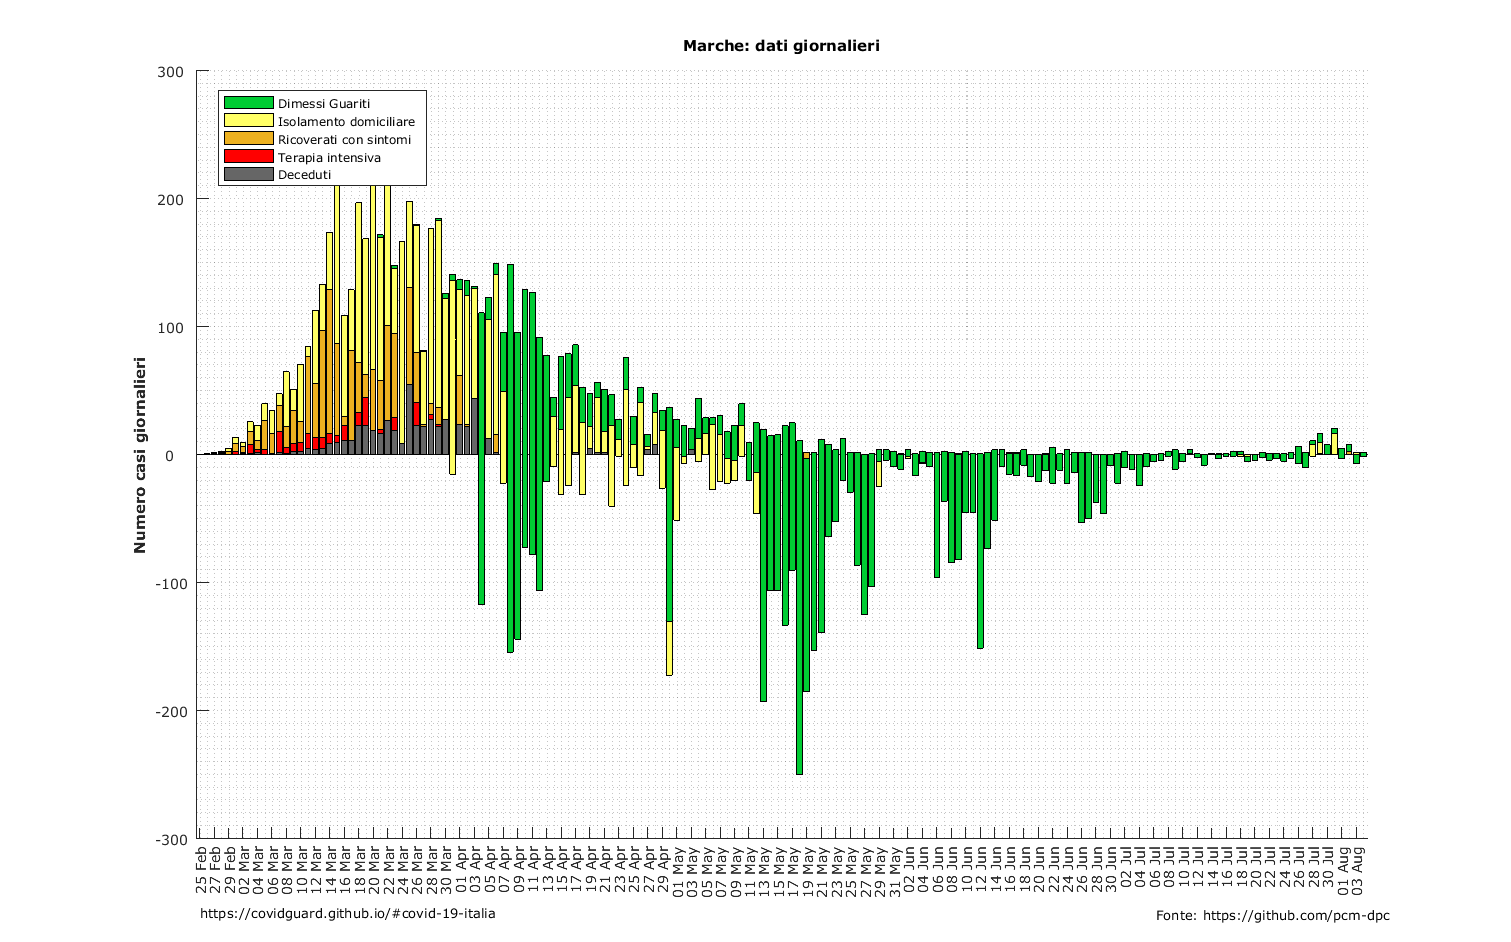 Marche: dati giornalieri
300
200
100
0
-100
-200
-300
Numero casi giornalieri
Dimessi Guariti
Isolamento domiciliare
Ricoverati con sintomi
Terapia intensiva
Deceduti
25 Feb
27 Feb
29 Feb
02 Mar
04 Mar
06 Mar
08 Mar
10 Mar
12 Mar
14 Mar
16 Mar
18 Mar
20 Mar
22 Mar
24 Mar
26 Mar
28 Mar
30 Mar
01 Apr
03 Apr
05 Apr
07 Apr
09 Apr
11 Apr
13 Apr
15 Apr
17 Apr
19 Apr
21 Apr
23 Apr
25 Apr
27 Apr
29 Apr
01 May
03 May
05 May
07 May
09 May
11 May
13 May
15 May
17 May
19 May
21 May
23 May
25 May
27 May
29 May
31 May
02 Jun
04 Jun
06 Jun
08 Jun
10 Jun
12 Jun
14 Jun
16 Jun
18 Jun
20 Jun
22 Jun
24 Jun
26 Jun
28 Jun
30 Jun
02 Jul
04 Jul
06 Jul
08 Jul
10 Jul
12 Jul
14 Jul
16 Jul
18 Jul
20 Jul
22 Jul
24 Jul
26 Jul
28 Jul
30 Jul
01 Aug
03 Aug
https://covidguard.github.io/#covid-19-italia
Fonte: https://github.com/pcm-dpc